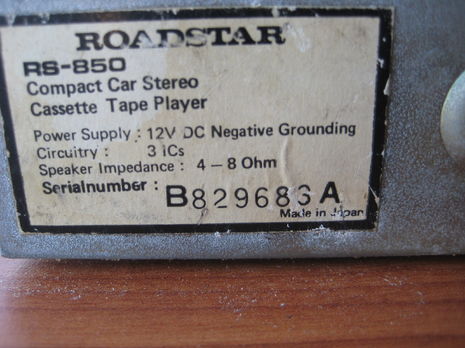 ROADSTAR
RS-850
Compact Car Stereo
Cassette Tape Player
Power Supply : 12V DC Negative Grounding
Circuitry : 3 ICs
Speaker Impedance : 4 – 8 Ohm
Serialnumber : B829686A
Made in Japan